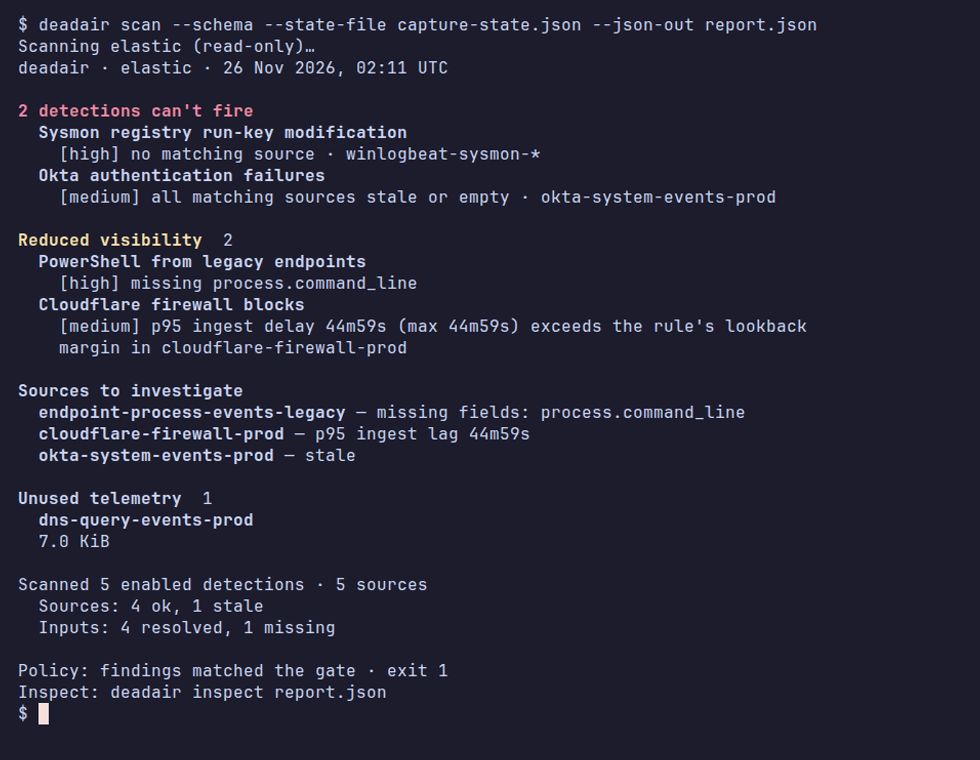 $ deadair scan --schema --state-file capture-state.json --json-out report.json
Scanning elastic (read-only)…
deadair · elastic · 26 Nov 2026, 02:11 UTC
2 detections can't fire
Sysmon registry run-key modification
[high] no matching source · winlogbeat-sysmon-*
Okta authentication failures
[medium] all matching sources stale or empty · okta-system-events-prod
Reduced visibility  2
PowerShell from legacy endpoints
[high] missing process.command_line
Cloudflare firewall blocks
[medium] p95 ingest delay 44m59s (max 44m59s) exceeds the rule's lookback
margin in cloudflare-firewall-prod
Sources to investigate
endpoint-process-events-legacy — missing fields: process.command_line
cloudflare-firewall-prod — p95 ingest lag 44m59s
okta-system-events-prod — stale
Unused telemetry  1
dns-query-events-prod
7.0 KiB
Scanned 5 enabled detections · 5 sources
Sources: 4 ok, 1 stale
Inputs: 4 resolved, 1 missing
Policy: findings matched the gate · exit 1
Inspect: deadair inspect report.json
$